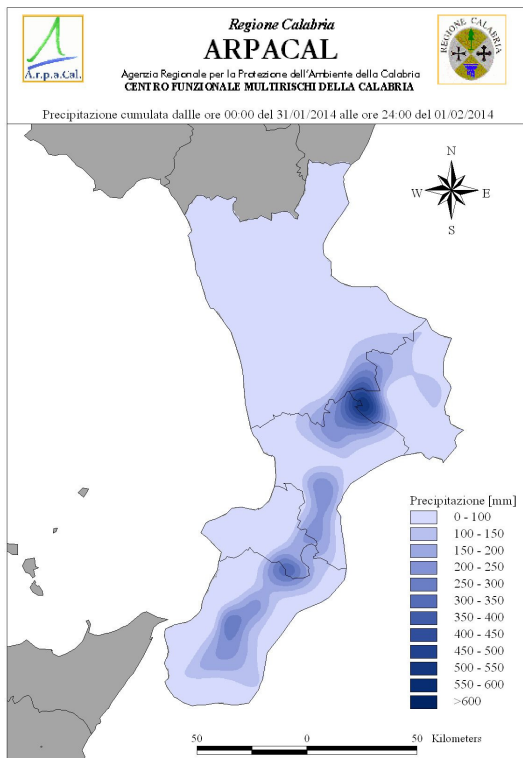 A.r.p.a.Cal.
Regione Calabria
ARPACAL
Agenzia Regionale per la Protezione dell'Ambiente della Calabria
CENTRO FUNZIONALE MULTIRISCHI DELLA CALABRIA
REGIONE CALABRIA
Precipitazione cumulata dallle ore 00:00 del 31/01/2014 alle ore 24:00 del 01/02/2014
N
W E
S
Precipitazione [mm]
0 - 100
100 - 150
150 - 200
200 - 250
250 - 300
300 - 350
350 - 400
400 - 450
450 - 500
500 - 550
550 - 600
>600
50 0 50 Kilometers